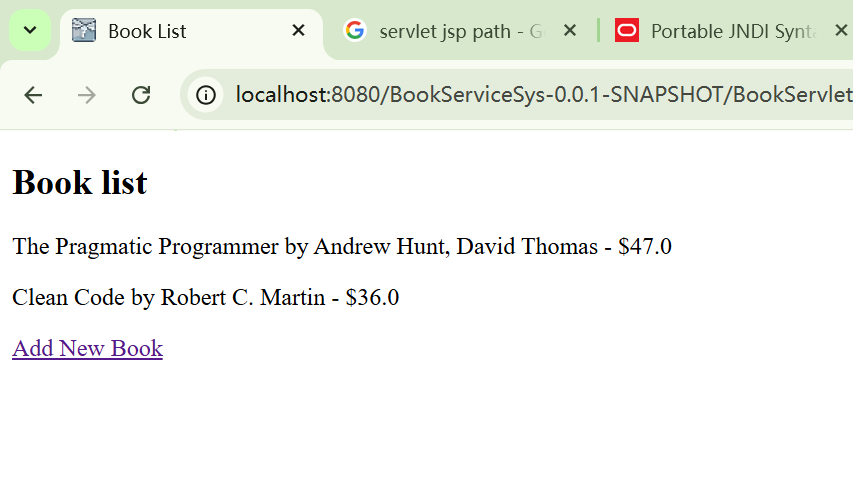 Book List
servlet jsp path - G
Portable JNDI Synta
localhost:8080/BookServiceSys-0.0.1-SNAPSHOT/BookServlet
Book list
The Pragmatic Programmer by Andrew Hunt, David Thomas - $47.0
Clean Code by Robert C. Martin - $36.0
Add New Book